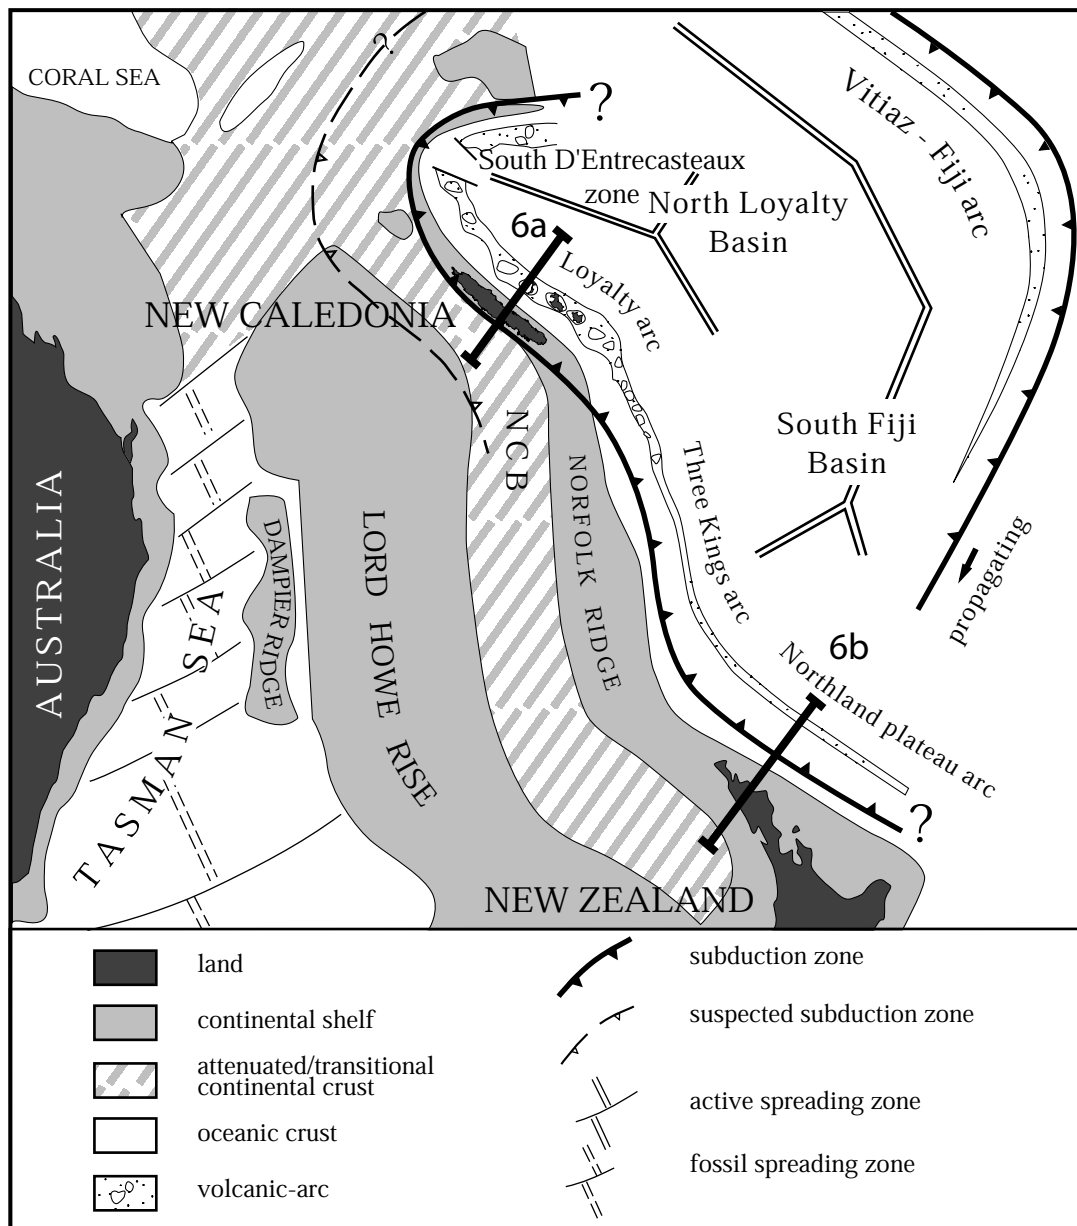 ?
CORAL SEA
Vitiaz - Fiji arc
?
South D'Entrecasteaux
zone
North Loyalty
Basin
6a
Loyalty arc
NEW CALEDONIA
NCB
South Fiji
Basin
AUSTRALIA
TASMAN SEA
DAMPIER RIDGE
LORD HOWE RISE
NORFOLK RIDGE
Three Kings arc
propagating
6b
Northland plateau arc
?
NEW ZEALAND
land
continental shelf
attenuated/transitional
continental crust
oceanic crust
volcanic-arc
subduction zone
suspected subduction zone
active spreading zone
fossil spreading zone